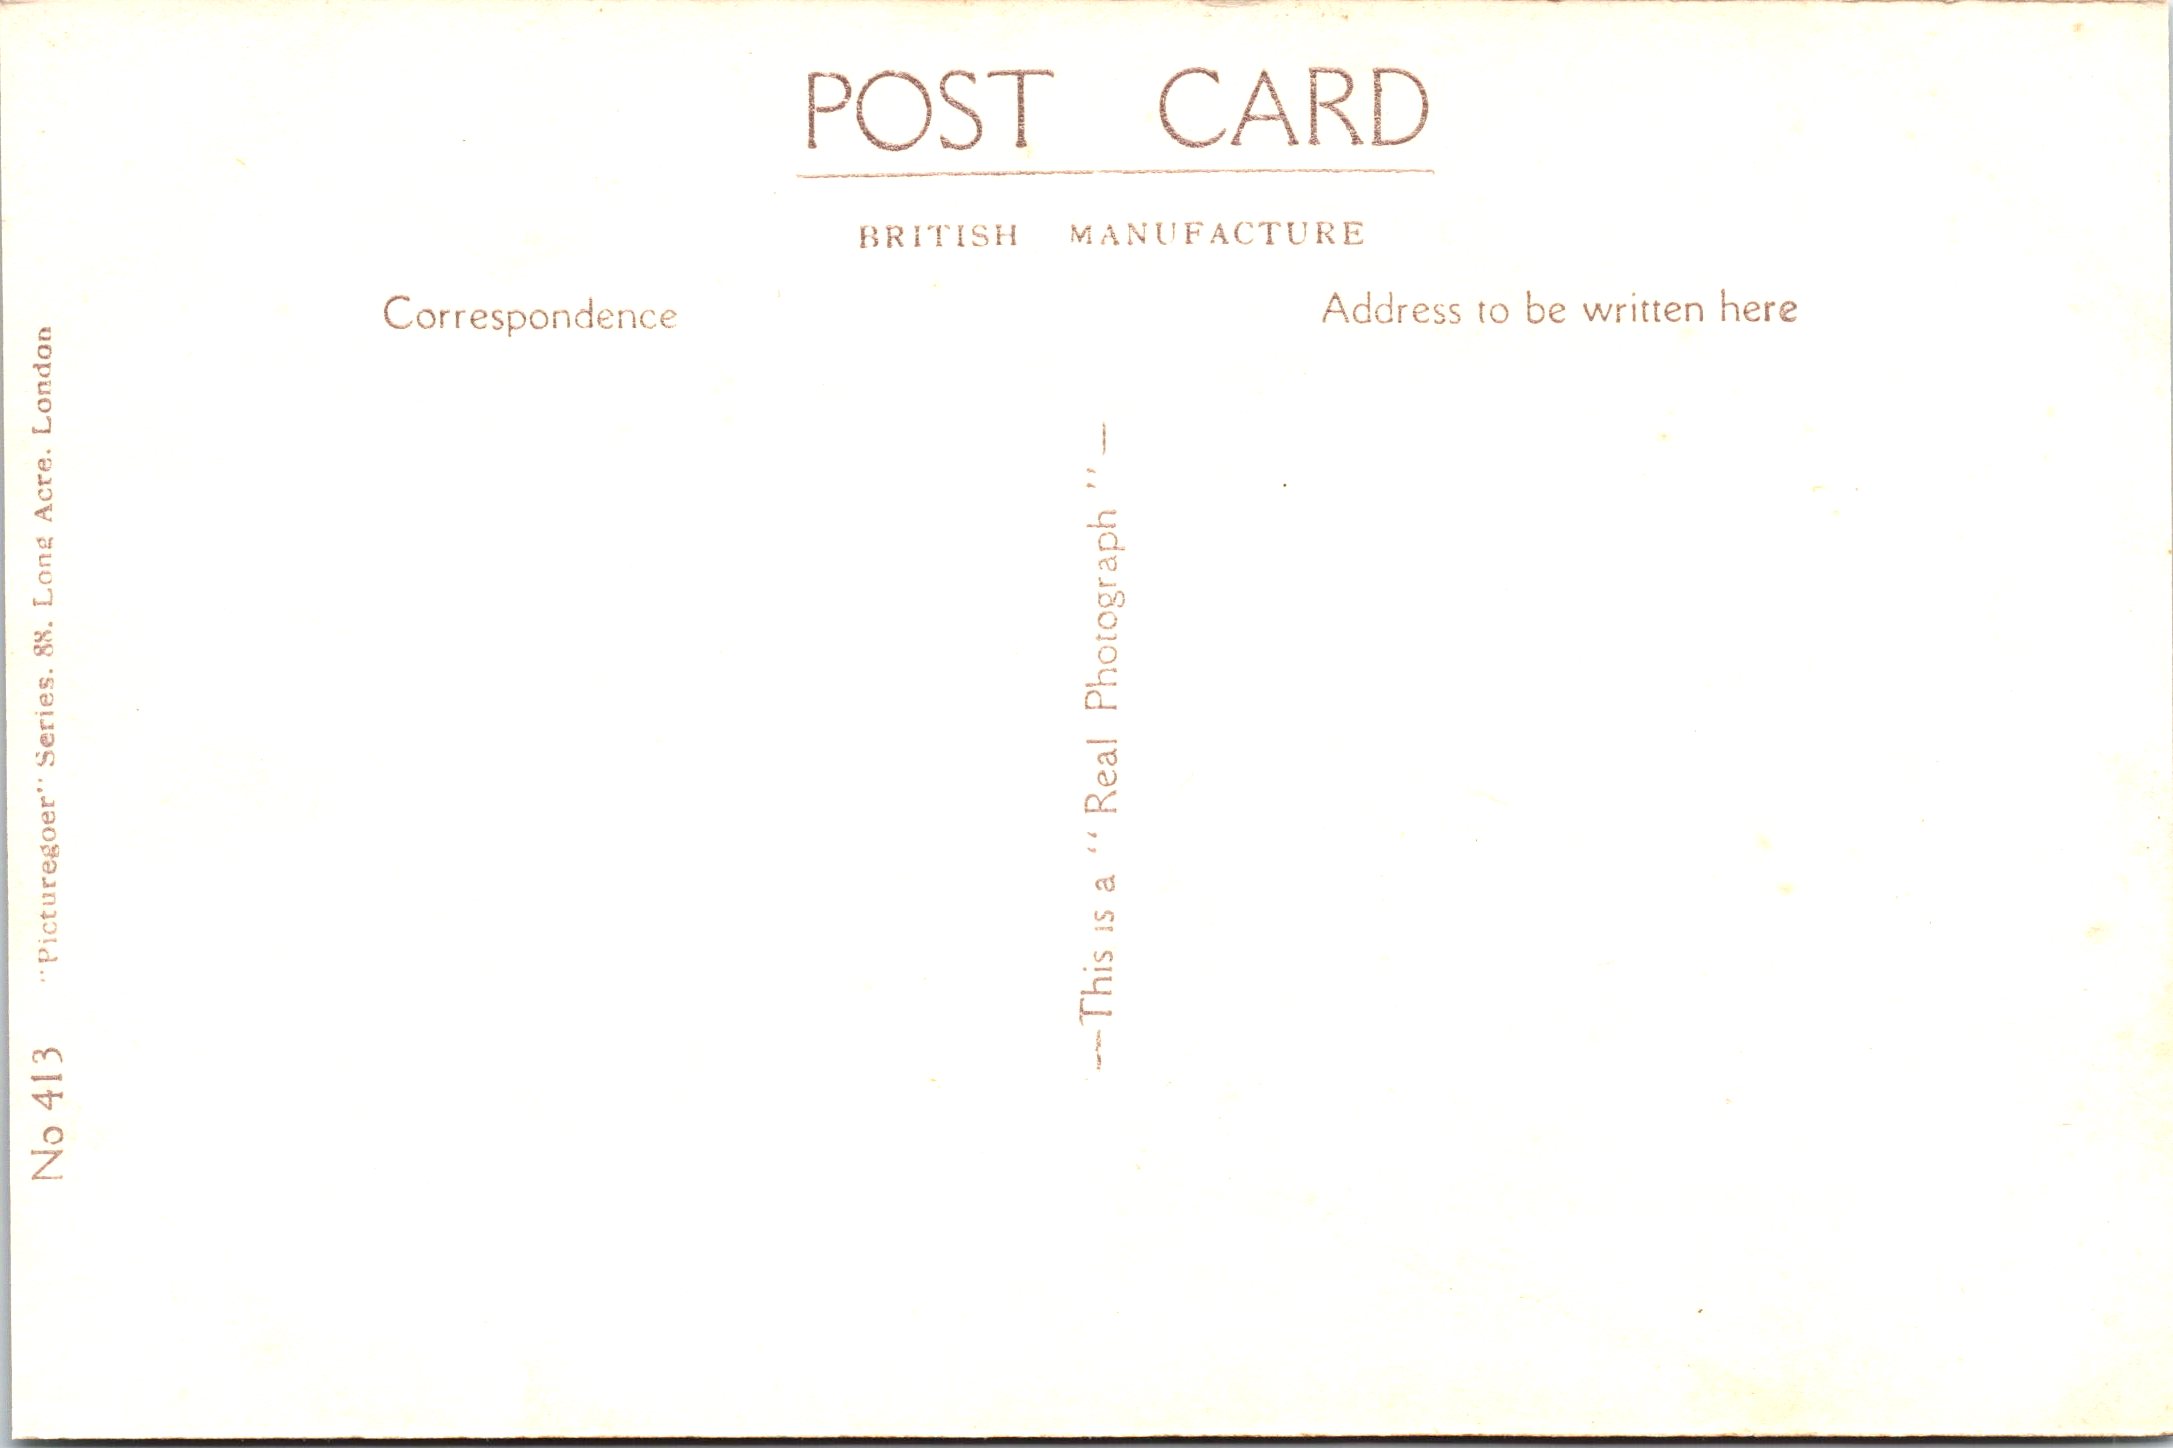 POST CARD
BRITISH MANUFACTURE
Correspondence
Address to be written here
—This is a “Real Photograph”—
No 413 "Picturegoer" Series. 88. Long Acre. London